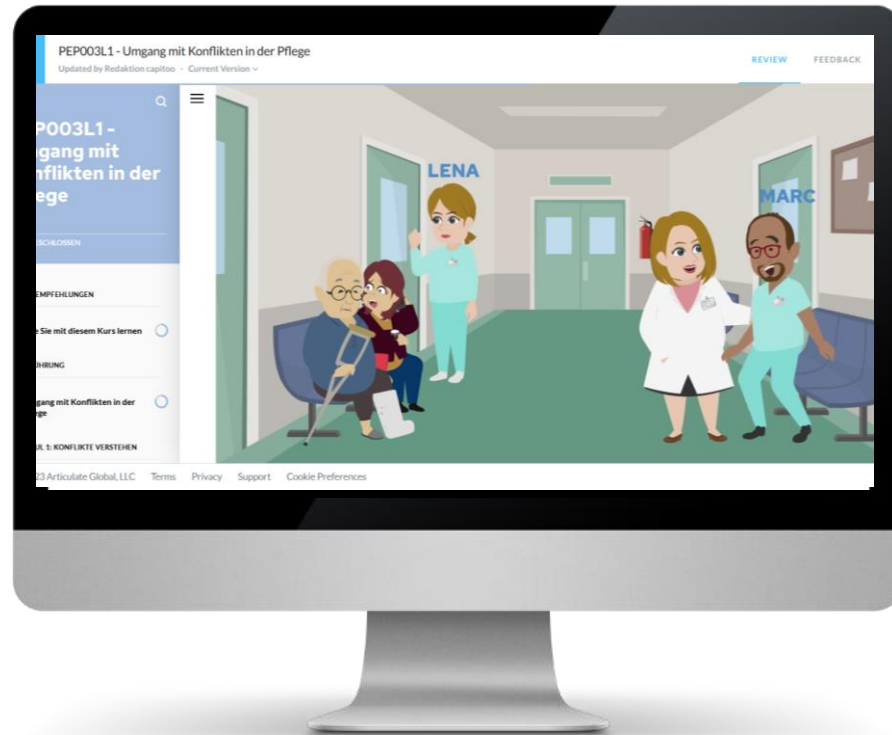 PEP003L1 - Umgang mit Konflikten in der Pflege
Updated by Redaktion capitoo - Current Version
REVIEW FEEDBACK
P003L1 -
gang mit
nflikten in der
ege
SCHLOSSEN
EMPFEHLUNGEN
e Sie mit diesem Kurs lernen
HRUNG
gang mit Konflikten in der
ege
UL 1: KONFLIKTE VERSTEHEN
LENA
MARC
23 Articulate Global, LLC Terms Privacy Support Cookie Preferences